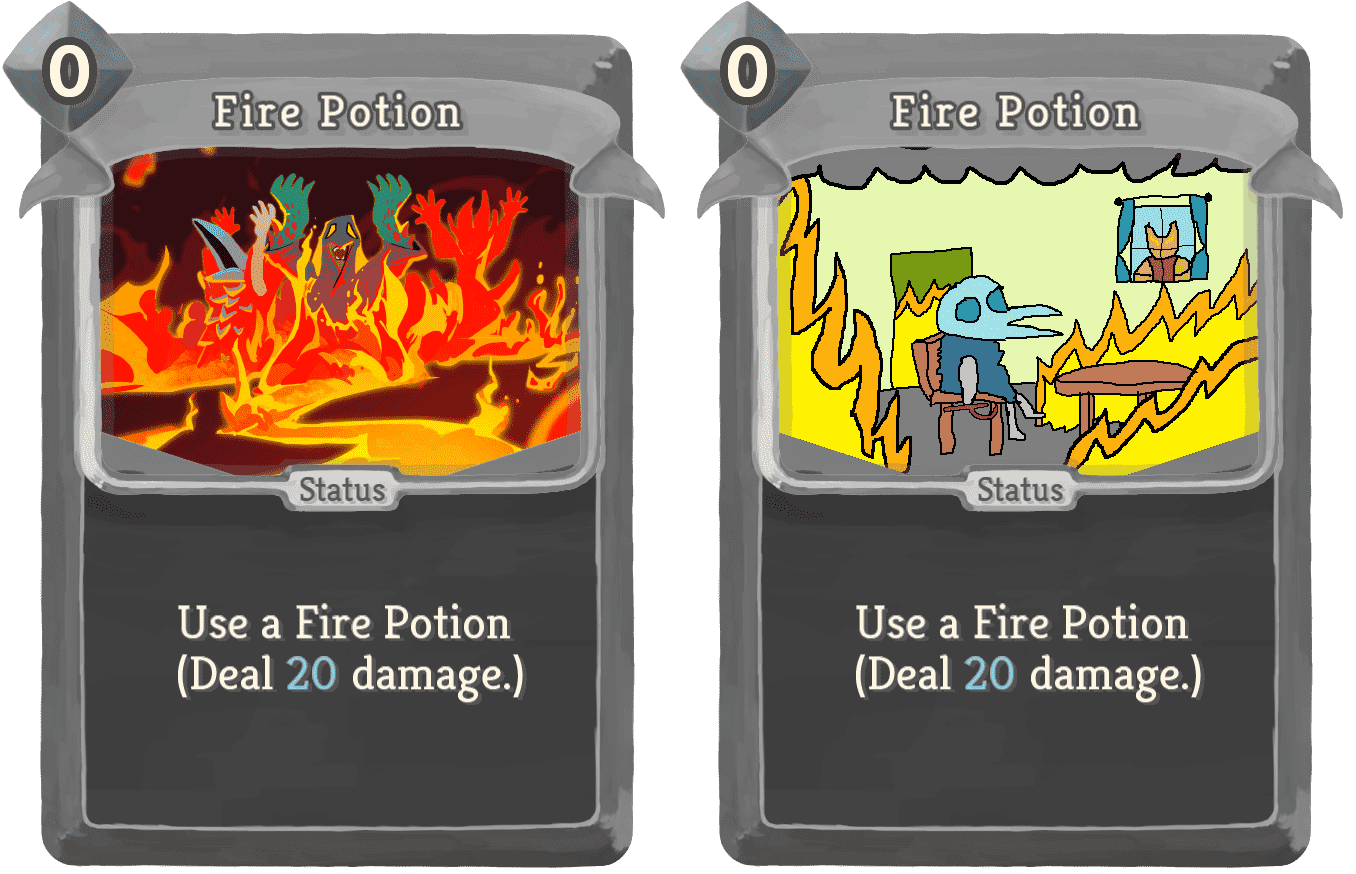 0
Fire Potion
Status
Use a Fire Potion
(Deal 20 damage.)
0
Fire Potion
Status
Use a Fire Potion
(Deal 20 damage.)